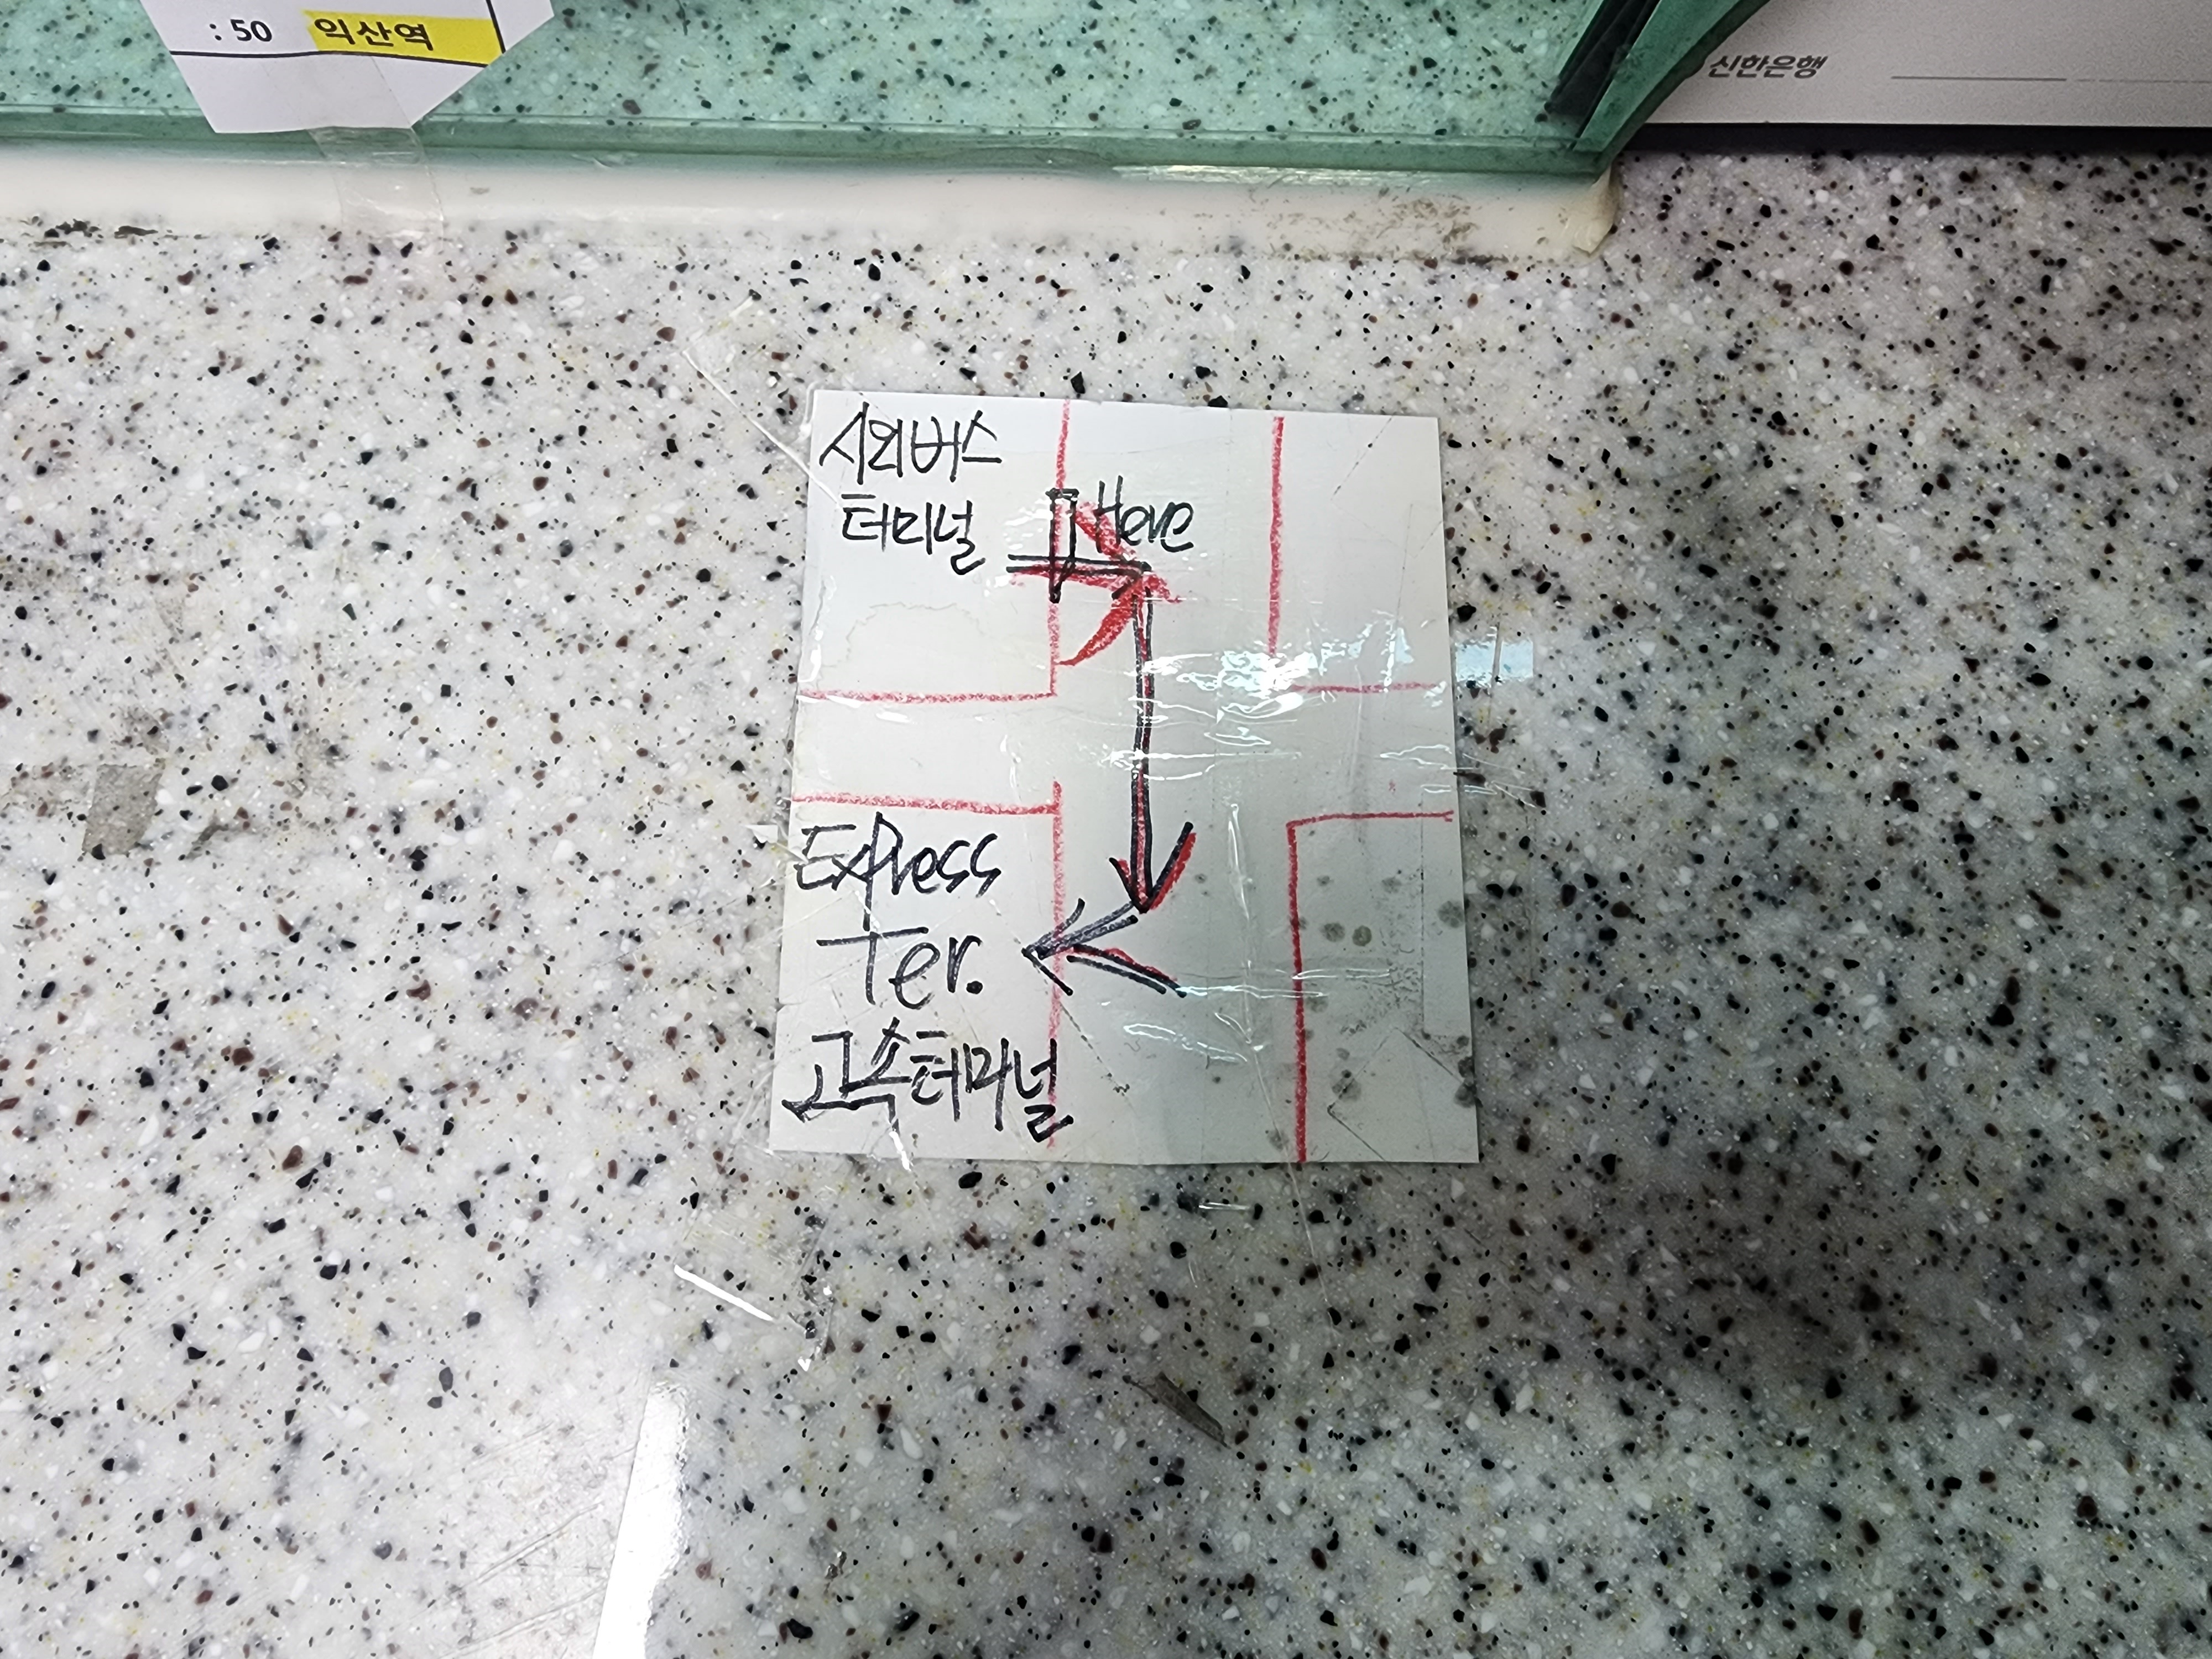 : 50 익산역
신한은행
시외버스
터미널
Here
Express
Ter.
고속터미널